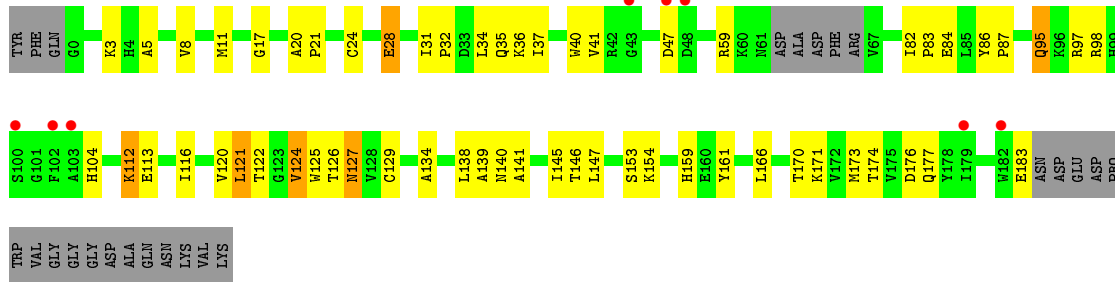 TYR PHE GLN G0 K3 H4 A5 V8 M11 G17 A20 P21 C24 E28 I31 P32 D33 L34 Q35 K36 I37 W40 V41 R42 G43 D47 D48 R59 K60 N61 ASP ALA ASP PHE ARG V67 I82 P83 E84 L85 Y86 P87 Q95 K96 R97 R98
S100 G101 F102 A103 H104 K112 E113 I116 V120 L121 T122 G123 V124 W125 T126 N127 V128 C129 A134 L138 A139 N140 A141 I145 T146 L147 S153 K154 H159 E160 Y161 L166 T170 K171 V172 M173 T174 V175 D176 Q177 Y178 I179 W182 E183 ASN ASP GLU ASP PRO
TRP VAL GLY GLY GLY ASP ALA GLN ASN LYS VAL LYS